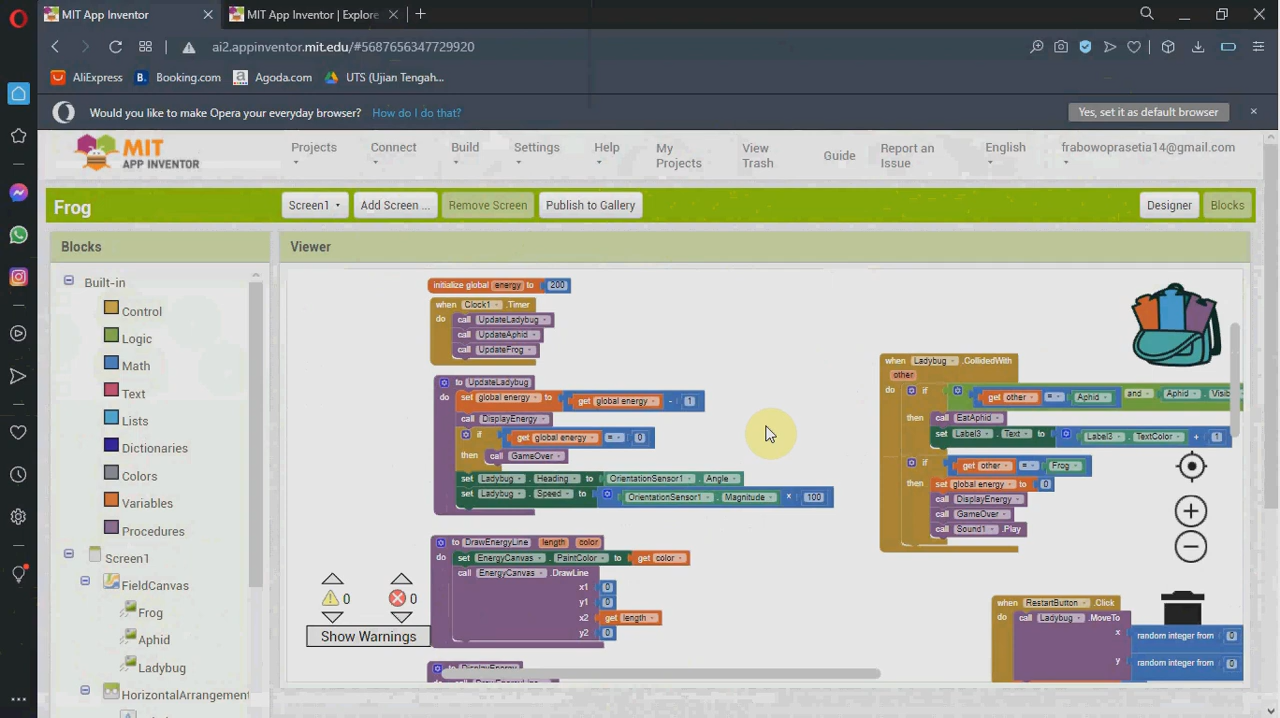 MIT App Inventor
MIT App Inventor | Explore
ai2.appinventor.mit.edu/#5687656347729920
AliExpress
B. Booking.com
a Agoda.com
UTS (Ujian Tengah...
Would you like to make Opera your everyday browser? How do I do that?
Yes, set it as default browser
MIT
APP INVENTOR
Projects
Connect
Build
Settings
Help
My
Projects
View
Trash
Guide
Report an
Issue
English
frabowoprasetia14@gmail.com
Frog
Screen1
Add Screen ...
Remove Screen
Publish to Gallery
Designer
Blocks
Blocks
Viewer
Built-in
Control
Logic
Math
Text
Lists
Dictionaries
Colors
Variables
Procedures
Screen1
FieldCanvas
Frog
Aphid
Ladybug
HorizontalArrangement
initialize global energy to 200
when Clock1 .Timer
do call UpdateLadybug
call UpdateAphid
call UpdateFrog
to UpdateLadybug
do set global energy to get global energy - 1
call DisplayEnergy
if get global energy = 0
then call GameOver
set Ladybug . Heading to OrientationSensor1 . Angle
set Ladybug . Speed to OrientationSensor1 . Magnitude × 100
to DrawEnergyLine length color
do set EnergyCanvas . PaintColor to get color
call EnergyCanvas .DrawLine
x1 0
y1 0
x2 get length
y2 0
to DisplayEnergy
do call DrawEnergyLine
when Ladybug .CollidedWith
other
do if get other = Aphid and Aphid . Visib
then call EatAphid
set Label3 . Text to Label3 . TextColor + 1
if get other = Frog
then set global energy to 0
call DisplayEnergy
call GameOver
call Sound1 .Play
when RestartButton .Click
do call Ladybug .MoveTo
x random integer from 0
y random integer from 0
0
0
Show Warnings